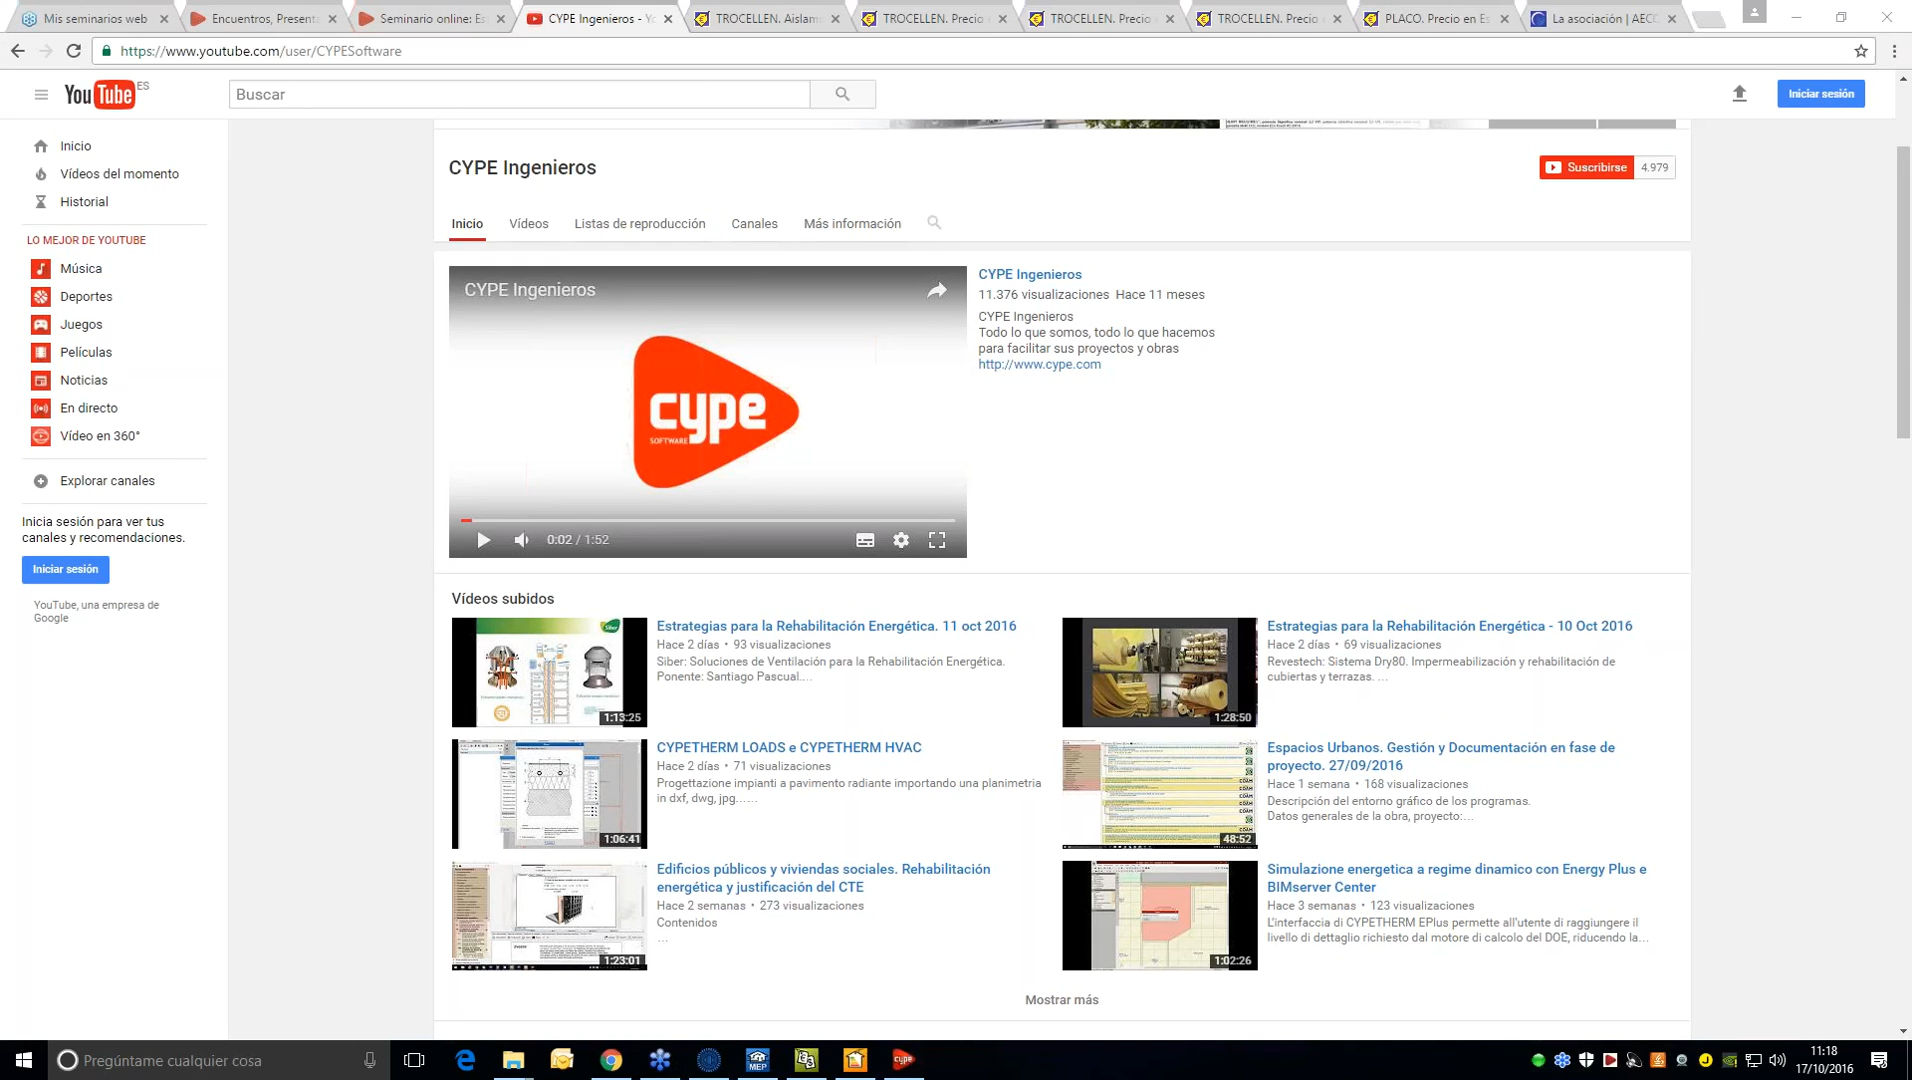 Mis seminarios web
Encuentros, Present
Seminario online: Es
CYPE Ingenieros - Yo
TROCELLEN. Aislam
TROCELLEN. Precio
TROCELLEN. Precio
TROCELLEN. Precio
PLACO. Precio en Es
La asociación | AECC
https://www.youtube.com/user/CYPESoftware
YouTube ES
Buscar
Iniciar sesión
Inicio
Vídeos del momento
Historial
LO MEJOR DE YOUTUBE
Música
Deportes
Juegos
Películas
Noticias
En directo
Vídeo en 360°
Explorar canales
Inicia sesión para ver tus
canales y recomendaciones.
Iniciar sesión
YouTube, una empresa de
Google
CYPE Ingenieros
Suscribirse 4.979
Inicio Vídeos Listas de reproducción Canales Más información
CYPE Ingenieros
cype
SOFTWARE
0:02 / 1:52
CYPE Ingenieros
11.376 visualizaciones Hace 11 meses
CYPE Ingenieros
Todo lo que somos, todo lo que hacemos
para facilitar sus proyectos y obras
http://www.cype.com
Vídeos subidos
Siber
1:13:25
Estrategias para la Rehabilitación Energética. 11 oct 2016
Hace 2 días • 93 visualizaciones
Siber: Soluciones de Ventilación para la Rehabilitación Energética.
Ponente: Santiago Pascual....
1:28:50
Estrategias para la Rehabilitación Energética - 10 Oct 2016
Hace 2 días • 69 visualizaciones
Revestech: Sistema Dry80. Impermeabilización y rehabilitación de
cubiertas y terrazas. ...
1:06:41
CYPETHERM LOADS e CYPETHERM HVAC
Hace 2 días • 71 visualizaciones
Progettazione impianti a pavimento radiante importando una planimetria
in dxf, dwg, jpg......
48:52
Espacios Urbanos. Gestión y Documentación en fase de
proyecto. 27/09/2016
Hace 1 semana • 168 visualizaciones
Descripción del entorno gráfico de los programas.
Datos generales de la obra, proyecto:...
1:23:01
Edificios públicos y viviendas sociales. Rehabilitación
energética y justificación del CTE
Hace 2 semanas • 273 visualizaciones
Contenidos
...
1:02:26
Simulazione energetica a regime dinamico con Energy Plus e
BIMserver Center
Hace 3 semanas • 123 visualizaciones
L'interfaccia di CYPETHERM EPlus permette all'utente di raggiungere il
livello di dettaglio richiesto dal motore di calcolo del DOE, riducendo la...
Mostrar más
Pregúntame cualquier cosa
MEP
cype
11:18
17/10/2016